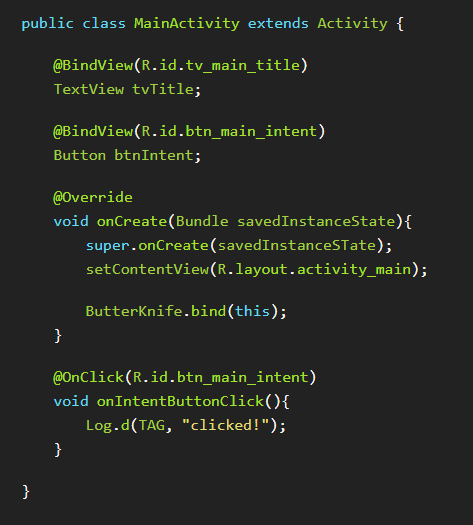 public class MainActivity extends Activity {
@BindView(R.id.tv_main_title)
TextView tvTitle;
@BindView(R.id.btn_main_intent)
Button btnIntent;
@Override
void onCreate(Bundle savedInstanceState){
super.onCreate(savedInstanceSTate);
setContentView(R.layout.activity_main);
ButterKnife.bind(this);
}
@OnClick(R.id.btn_main_intent)
void onIntentButtonClick(){
Log.d(TAG, "clicked!");
}
}